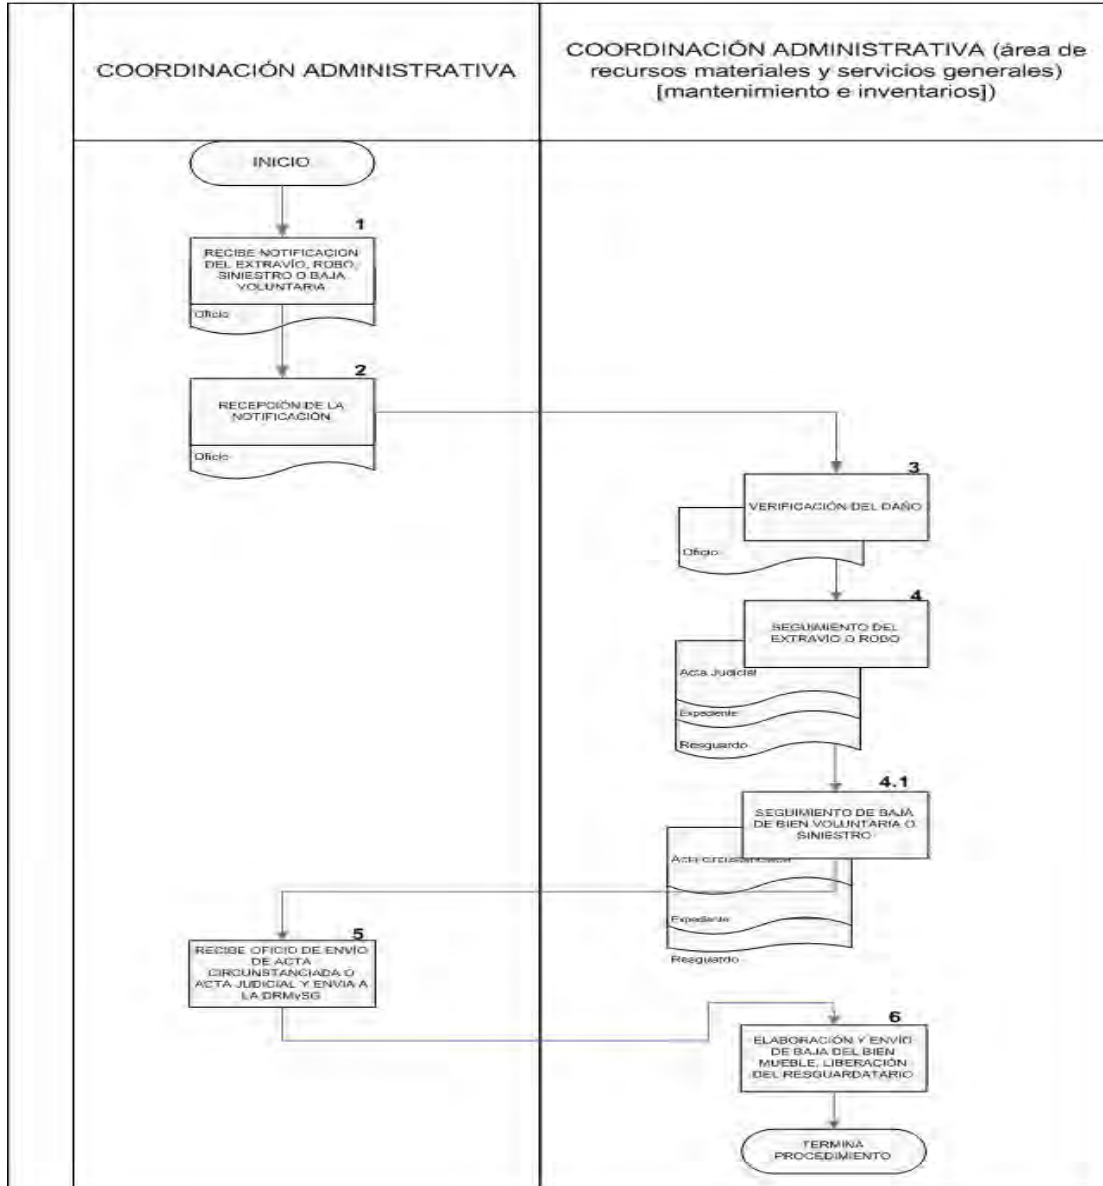 COORDINACIÓN ADMINISTRATIVA
COORDINACIÓN ADMINISTRATIVA (área de
recursos materiales y servicios generales)
[mantenimiento e inventarios])
INICIO
1
RECIBE NOTIFICACION
DEL EXTRAVÍO, ROBO,
SINIESTRO O BAJA
VOLUNTARIA
Oficio
2
RECEPCIÓN DE LA
NOTIFICACIÓN
Oficio
3
VERIFICACIÓN DEL DAÑO
Oficio
4
SEGUIMIENTO DEL
EXTRAVÍO O ROBO
Acta Judicial
Expediente
Resguardo
4.1
SEGUIMIENTO DE BAJA
DE BIEN VOLUNTARIA O
SINIESTRO
Acta circunstanciada
Expediente
Resguardo
5
RECIBE OFICIO DE ENVÍO
DE ACTA
CIRCUNSTANCIADA O
ACTA JUDICIAL Y ENVIA A
LA DRMySG
6
ELABORACIÓN Y ENVÍO
DE BAJA DEL BIEN
MUEBLE, LIBERACIÓN
DEL RESGUARDATARIO
TERMINA
PROCEDIMIENTO